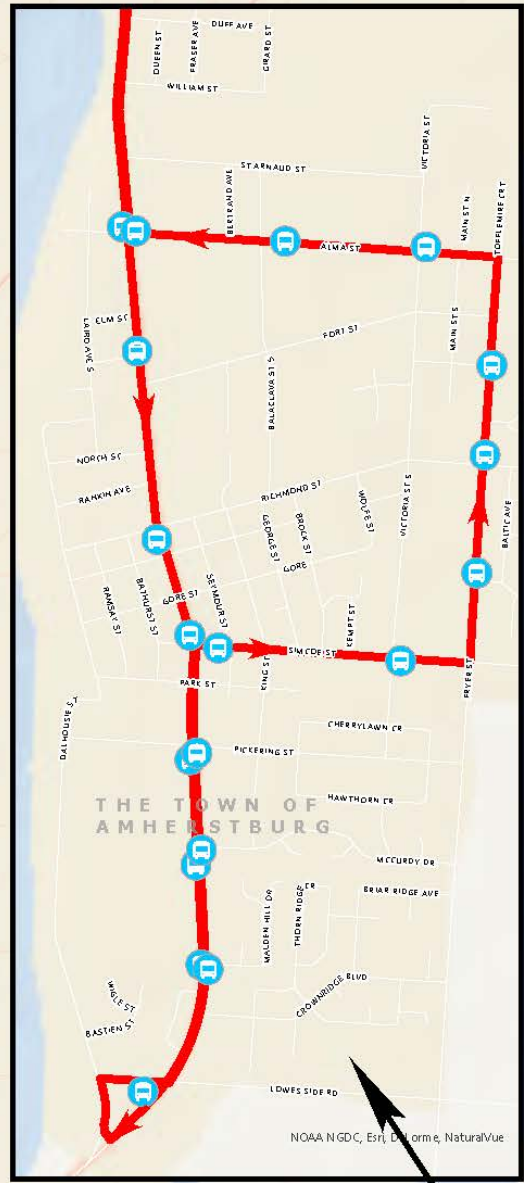 DUFF AVE
QUEEN ST
FRASER AVE
GIRARD ST
WILLIAM ST
VICTORIA ST
ST ARNAUD ST
BERTRAND AVE
MAIN ST N
TOFFLEMIRE CRT
ALMA ST
ELM ST
LAIRD AVE S
FORT ST
MAIN ST S
BALACLAVA ST S
NORTH ST
RANKIN AVE
RICHMOND ST
WOLFE ST
VICTORIA ST S
BALTIC AVE
GEORGE ST
BROCK ST
GORE
GORE ST
SEYMOUR ST
BATHURST ST
RAMSAY ST
KEMPT ST
SIMCOE ST
KING ST
FRYER ST
PARK ST
DALHOUSIE ST
CHERRYLAWN CR
PICKERING ST
HAWTHORN CR
THE TOWN OF
AMHERSTBURG
MCCURDY DR
MALDEN HILL DR
THORN RIDGE
CR
BRIAR RIDGE AVE
CROWNRIDGE BLVD
WIGLE ST
BASTIEN ST
LOWES SIDE RD
NOAA NGDC, Esri, DeLorme, NaturalVue